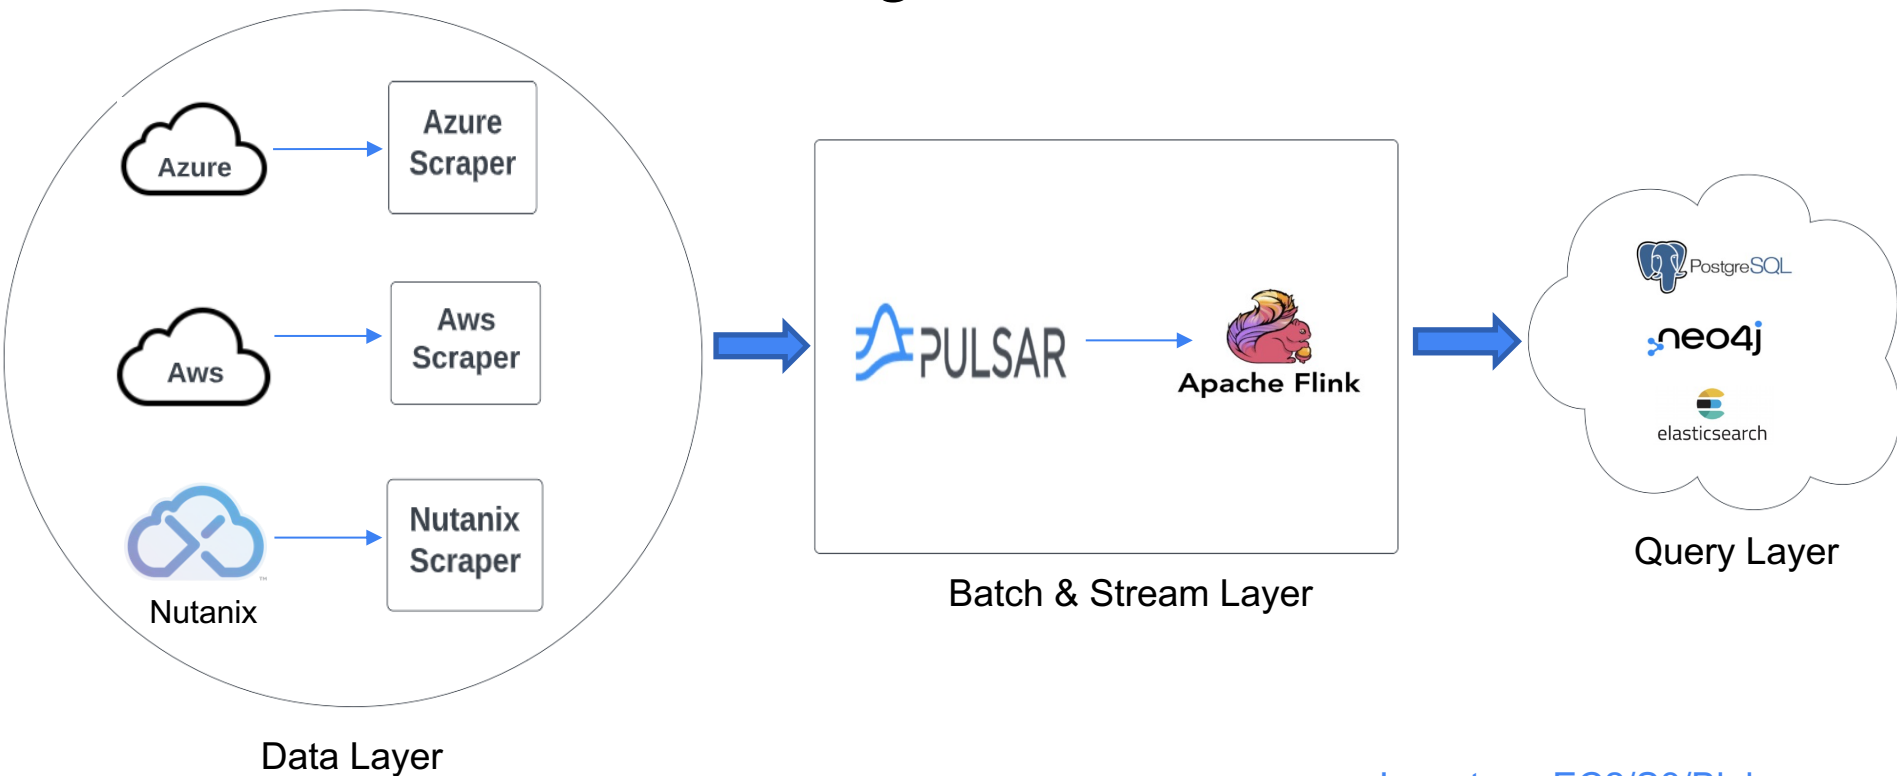 Azure
Azure
Scraper
Aws
Aws
Scraper
Nutanix
Nutanix
Scraper
Data Layer
PULSAR
Apache Flink
Batch & Stream Layer
PostgreSQL
neo4j
elasticsearch
Query Layer